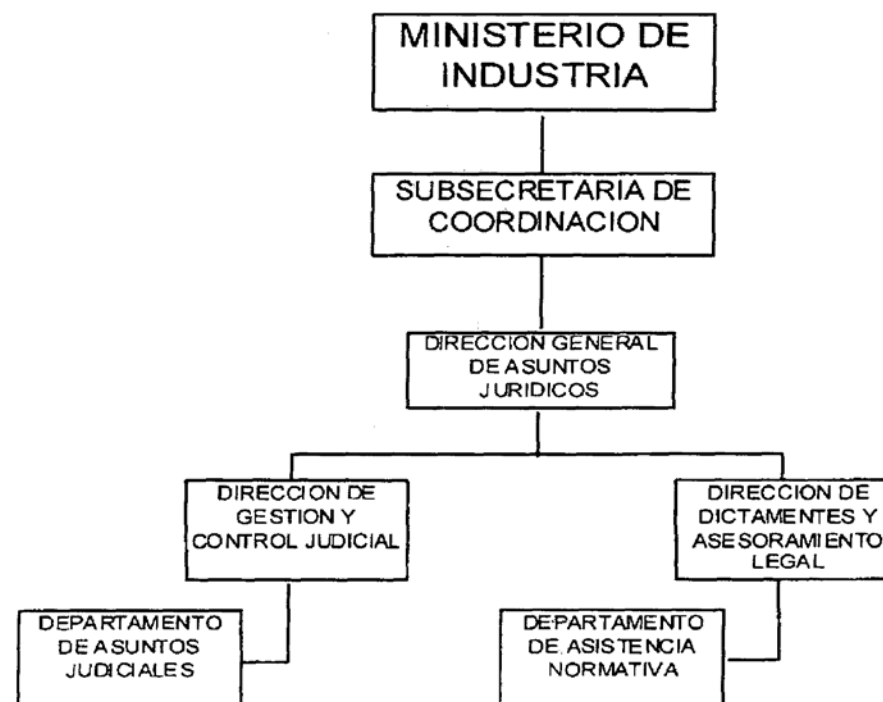 MINISTERIO DE
INDUSTRIA
SUBSECRETARIA DE
COORDINACION
DIRECCION GENERAL
DE ASUNTOS
JURIDICOS
DIRECCION DE
GESTION Y
CONTROL JUDICIAL
DIRECCION DE
DICTAMENTES Y
ASESORAMIENTO
LEGAL
DEPARTAMENTO
DE ASUNTOS
JUDICIALES
DEPARTAMENTO
DE ASISTENCIA
NORMATIVA